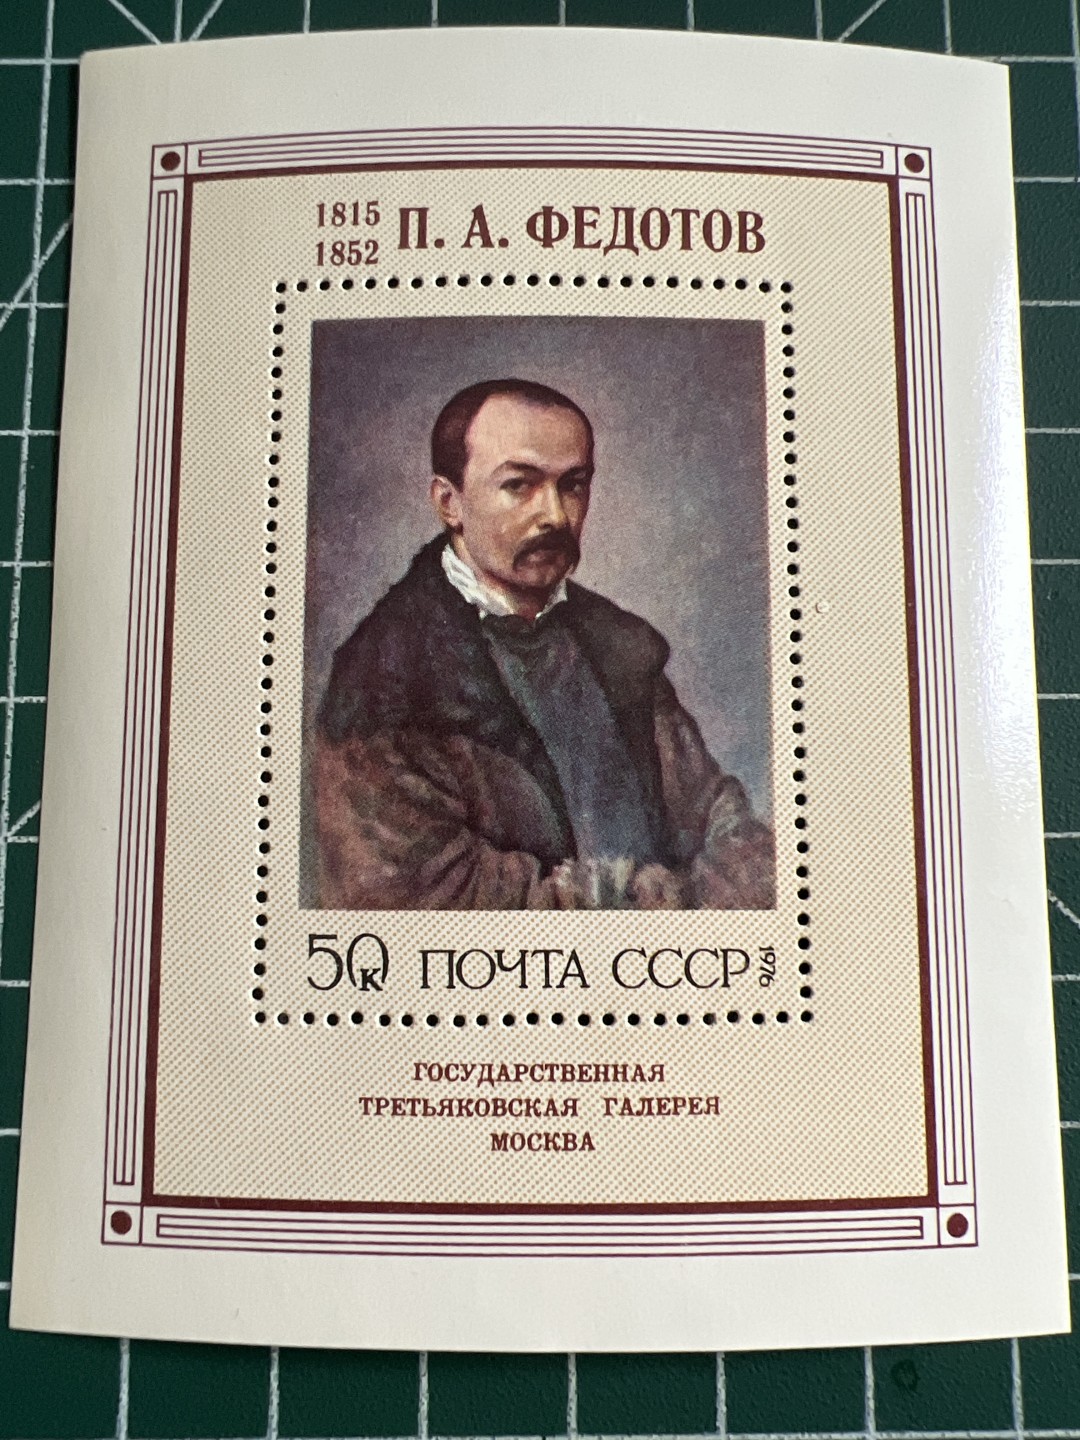 1815
1852
П. А. ФЕДОТОВ
50к ПОЧТА СССР 1976
ГОСУДАРСТВЕННАЯ
ТРЕТЬЯКОВСКАЯ ГАЛЕРЕЯ
МОСКВА